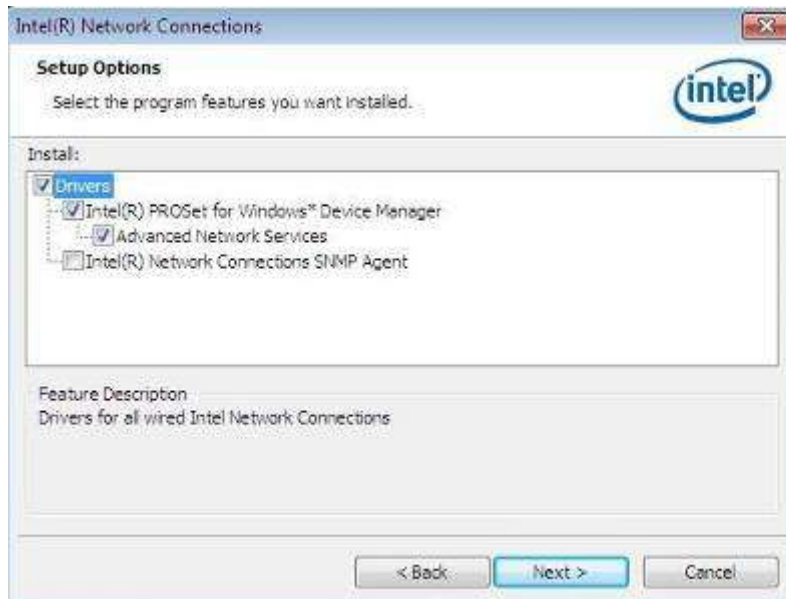 Intel(R) Network Connections
Setup Options
Select the program features you want installed.
intel
Install:
Drivers
Intel(R) PROSet for Windows* Device Manager
Advanced Network Services
Intel(R) Network Connections SNMP Agent
Feature Description
Drivers for all wired Intel Network Connections
< Back Next > Cancel